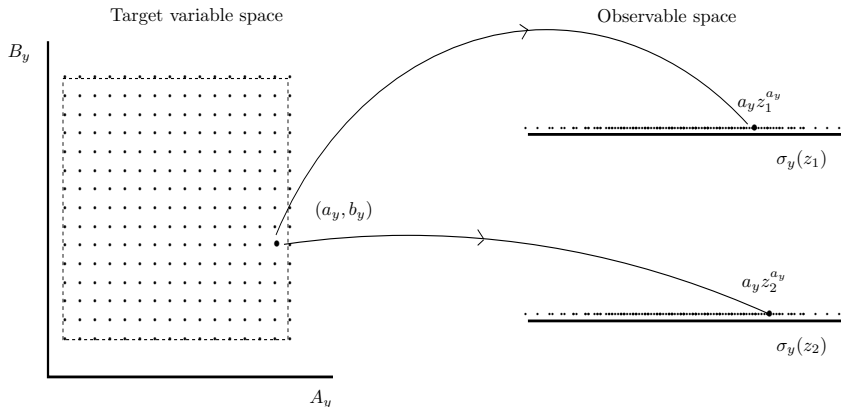 Target variable space
Observable space
B_y
a_y z_1^{a_y}
σ_y(z_1)
(a_y, b_y)
a_y z_2^{a_y}
σ_y(z_2)
A_y